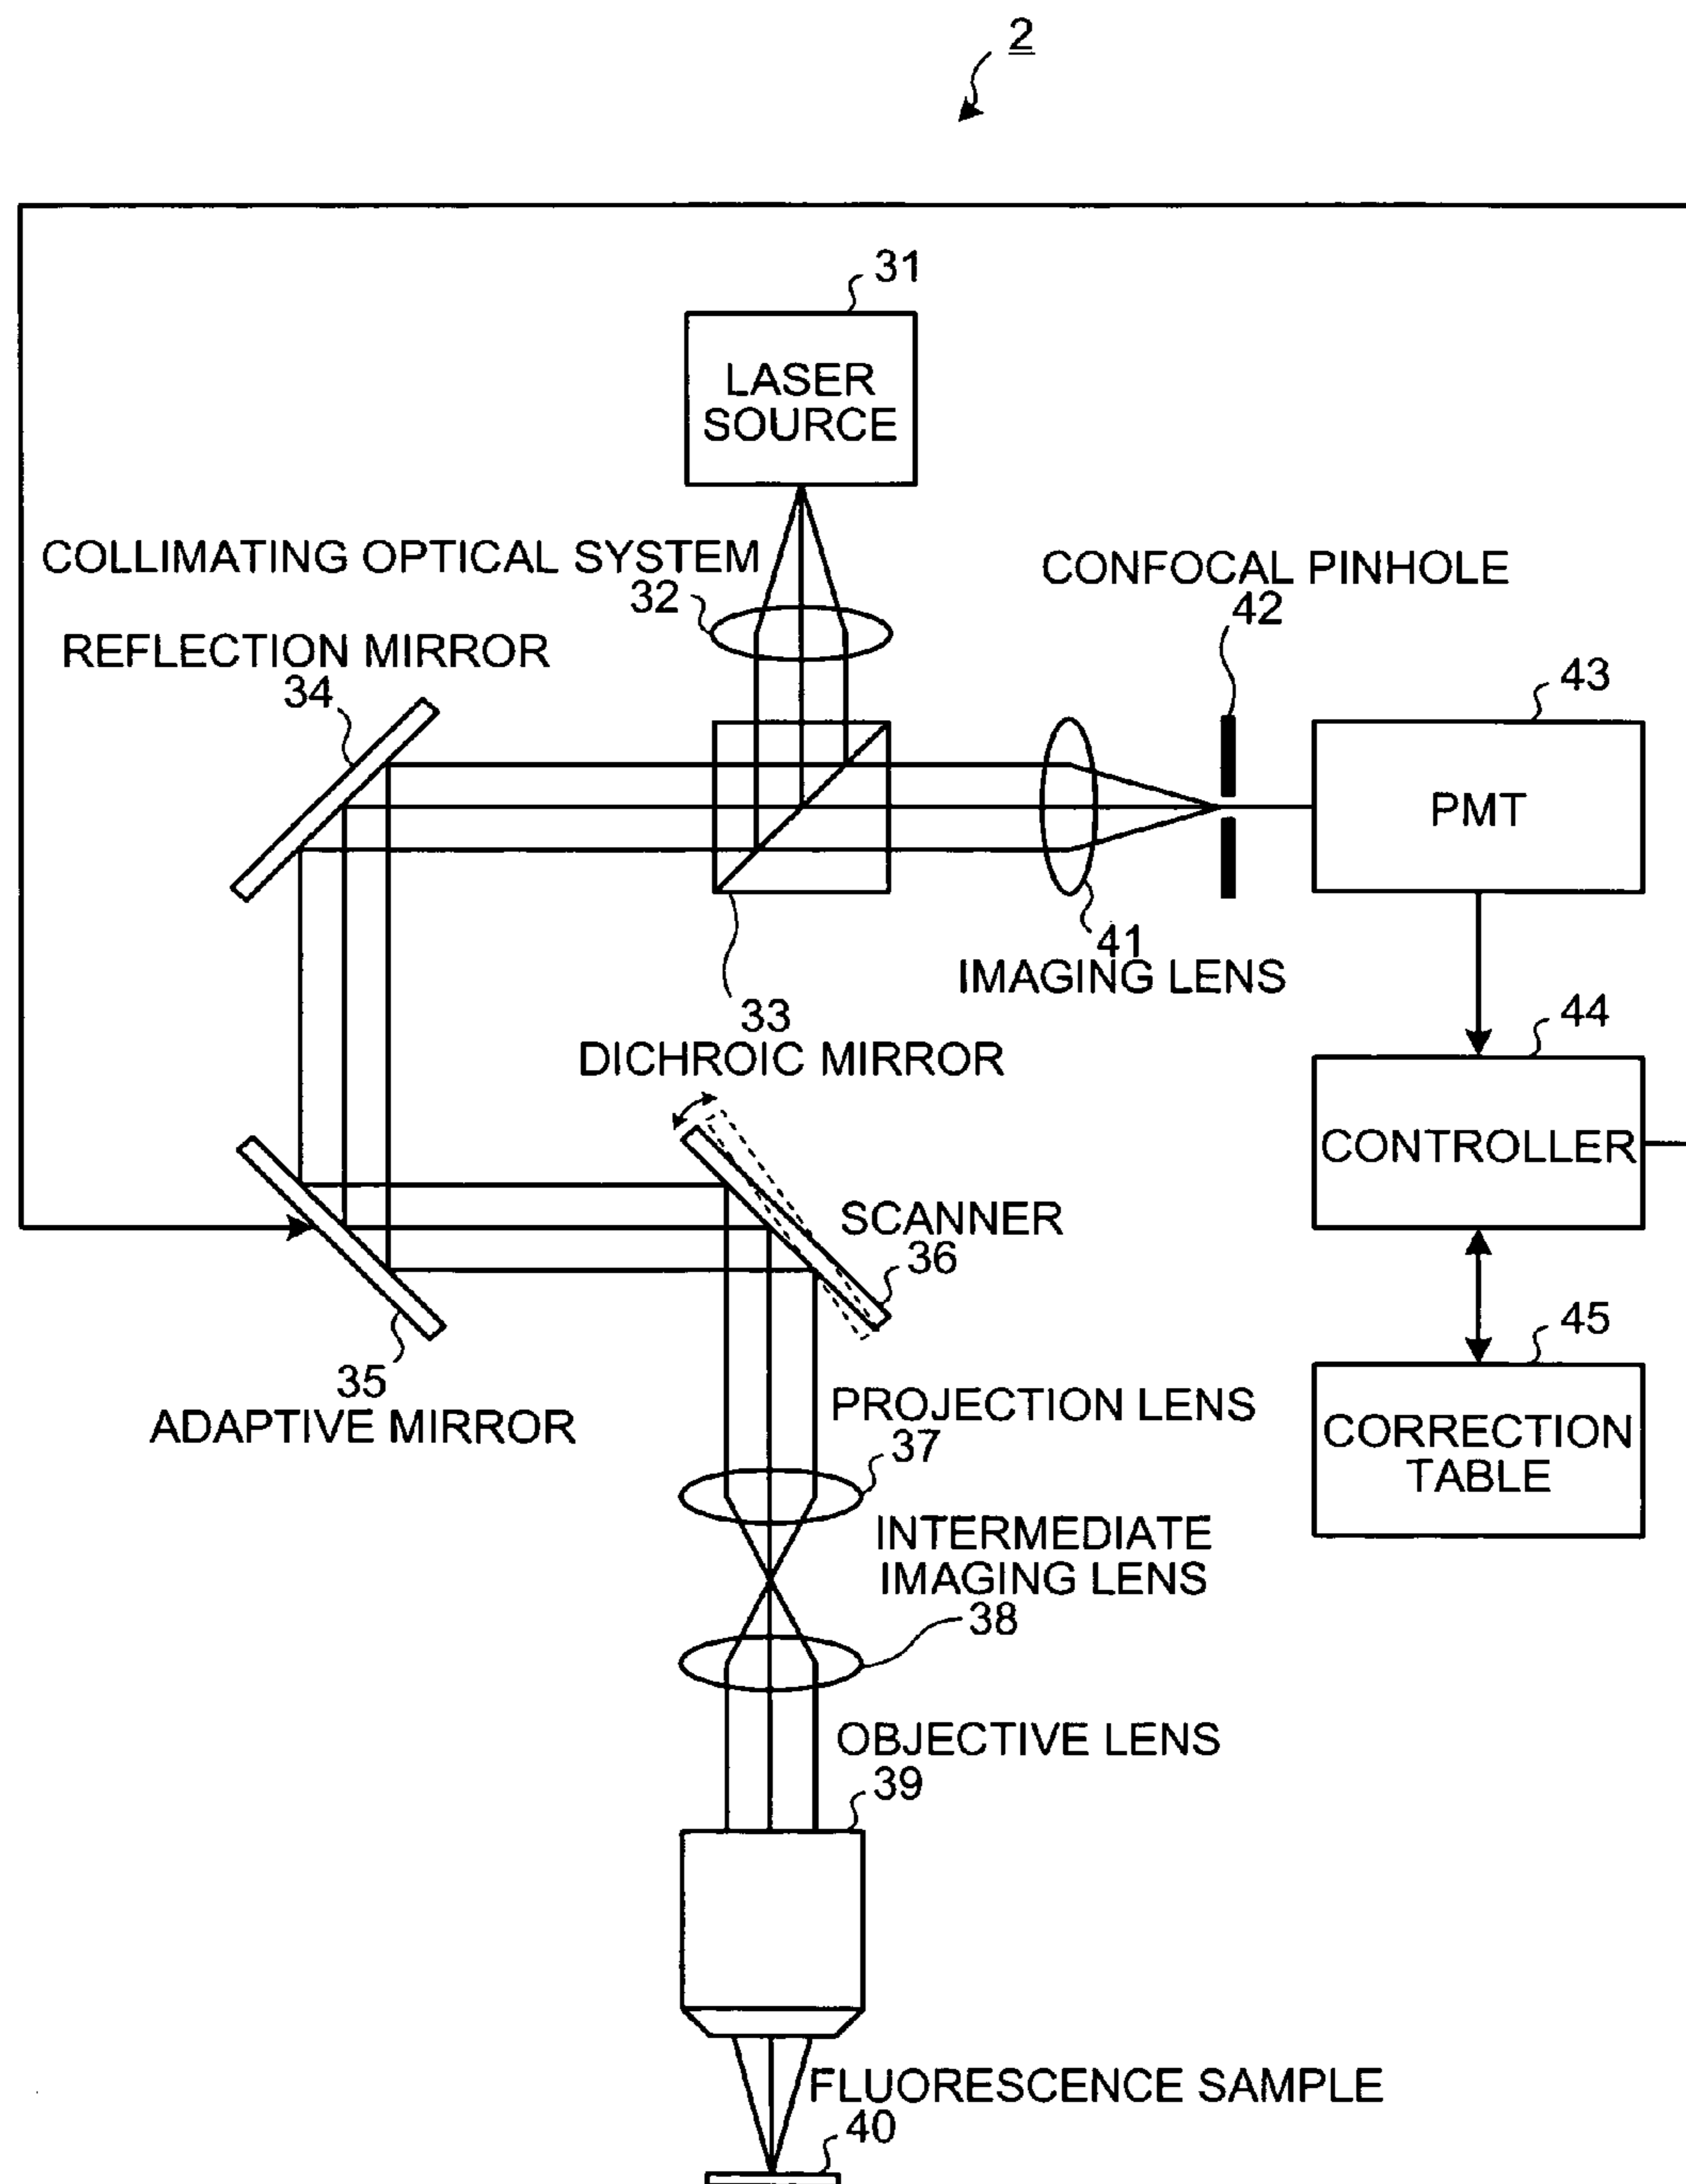 2
31
LASER
SOURCE
COLLIMATING OPTICAL SYSTEM
32
CONFOCAL PINHOLE
42
REFLECTION MIRROR
34
43
PMT
41
IMAGING LENS
33
DICHROIC MIRROR
44
CONTROLLER
SCANNER
36
45
CORRECTION
TABLE
35
ADAPTIVE MIRROR
PROJECTION LENS
37
INTERMEDIATE
IMAGING LENS
38
OBJECTIVE LENS
39
FLUORESCENCE SAMPLE
40